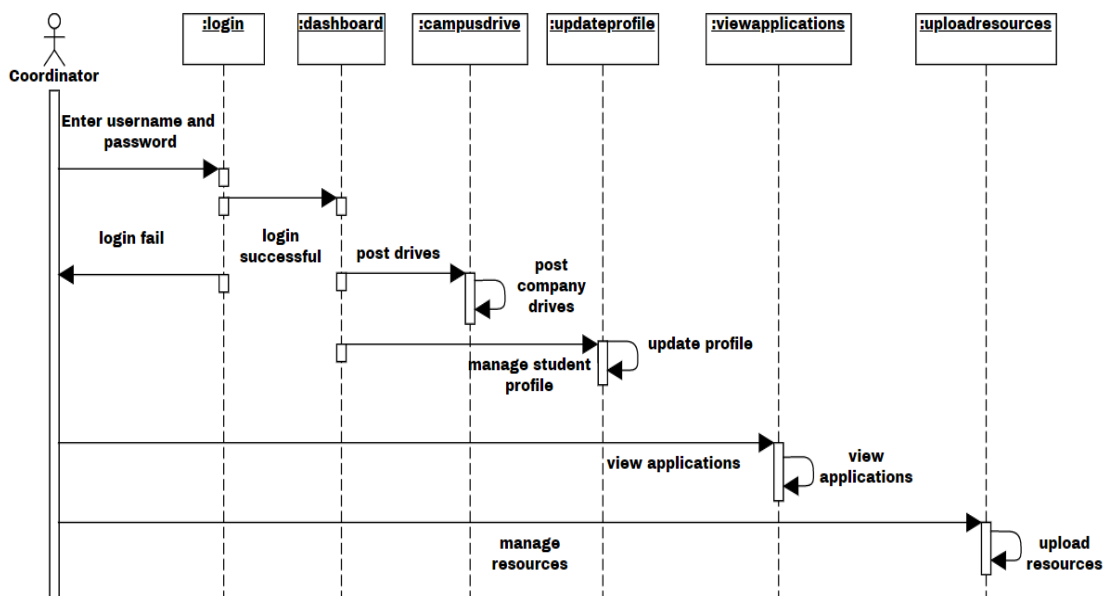 :login
:dashboard
:campusdrive
:updateprofile
:viewapplications
:uploadresources
Coordinator
Enter username and
password
login fail
login
successful
post drives
post
company
drives
manage student
profile
update profile
view applications
view
applications
manage
resources
upload
resources